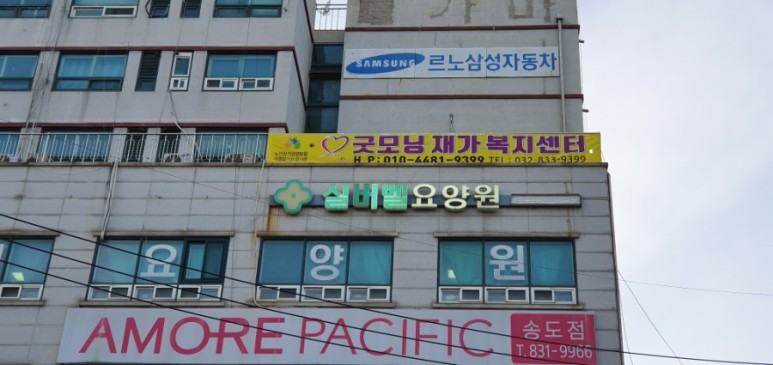 SAMSUNG 르노삼성자동차
굿모닝 재가 복지센터
H P: 010-4481-9399 TEL: 032-833-9399
실버벨요양원
요 양 원
AMORE PACIFIC 송도점
T. 831-9966